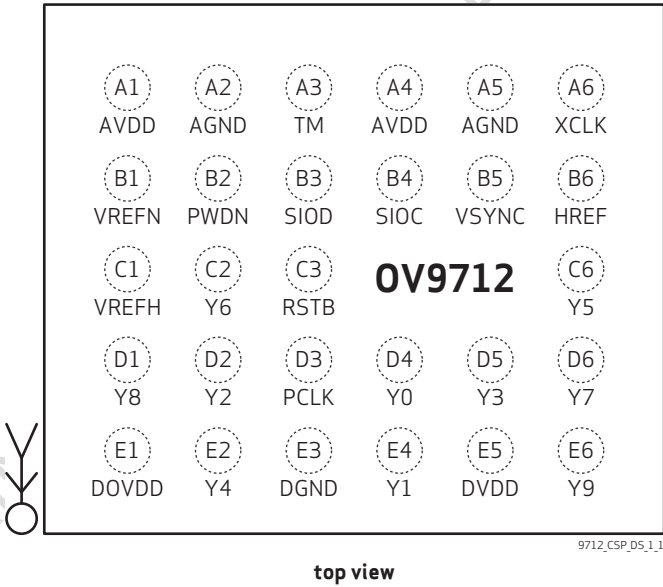 A1 A2 A3 A4 A5 A6
AVDD AGND TM AVDD AGND XCLK
B1 B2 B3 B4 B5 B6
VREFN PWDN SIOD SIOC VSYNC HREF
C1 C2 C3 OV9712 C6
VREFH Y6 RSTB Y5
D1 D2 D3 D4 D5 D6
Y8 Y2 PCLK Y0 Y3 Y7
E1 E2 E3 E4 E5 E6
DOVDD Y4 DGND Y1 DVDD Y9
9712_CSP_DS_1_1
top view